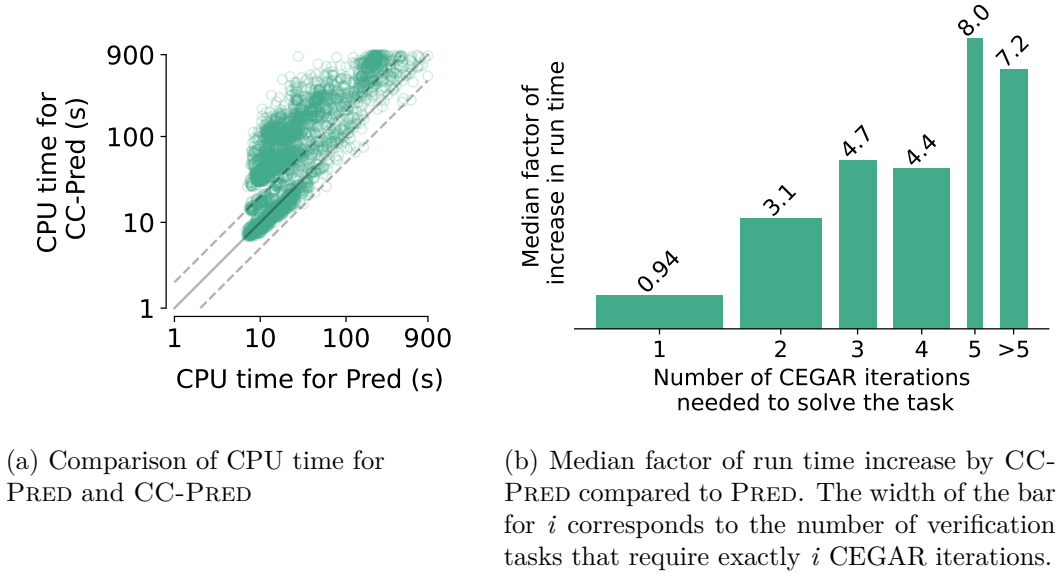 900
100
10
1
1
10
100
900
CPU time for
CC-Pred (s)
CPU time for Pred (s)
Median factor of
increase in run time
0.94
3.1
4.7
4.4
8.0
7.2
1
2
3
4
5
>5
Number of CEGAR iterations
needed to solve the task
(a) Comparison of CPU time for
PRED and CC-PRED
(b) Median factor of run time increase by CC-
PRED compared to PRED. The width of the bar
for i corresponds to the number of verification
tasks that require exactly i CEGAR iterations.